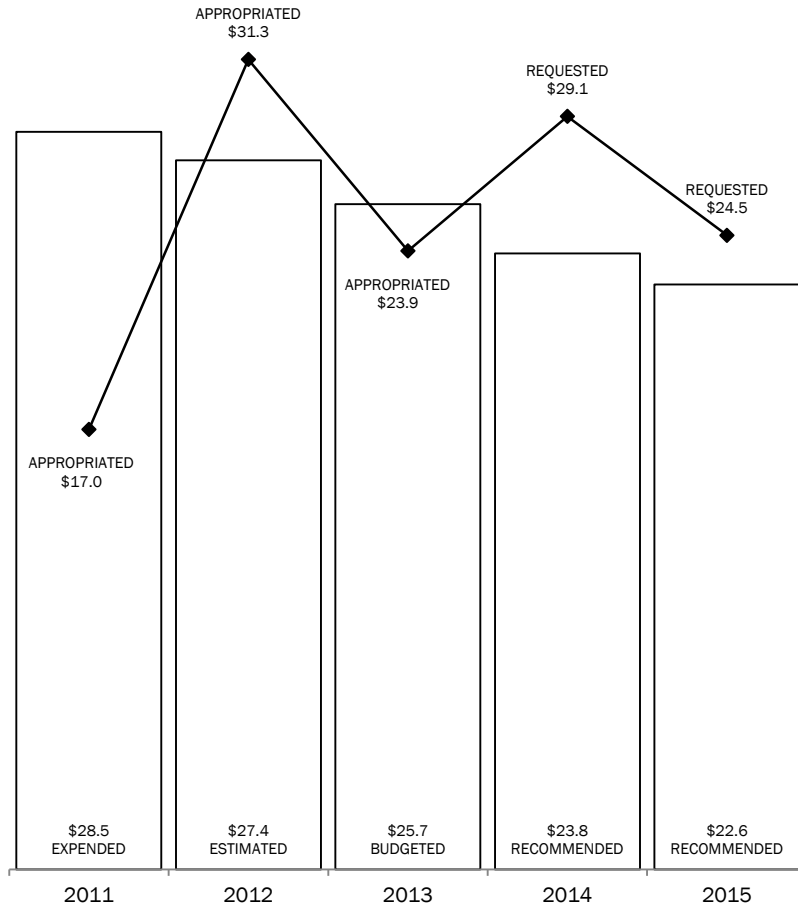 APPROPRIATED
$31.3
REQUESTED
$29.1
REQUESTED
$24.5
APPROPRIATED
$23.9
APPROPRIATED
$17.0
$28.5
EXPENDED
$27.4
ESTIMATED
$25.7
BUDGETED
$23.8
RECOMMENDED
$22.6
RECOMMENDED
2011
2012
2013
2014
2015